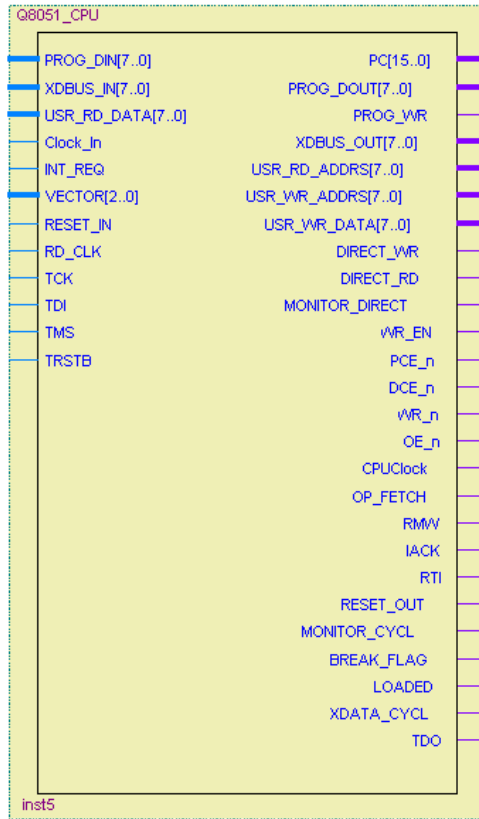 Q8051_CPU
PROG_DIN[7..0] PC[15..0]
XDBUS_IN[7..0] PROG_DOUT[7..0]
USR_RD_DATA[7..0] PROG_WR
Clock_In XDBUS_OUT[7..0]
INT_REQ USR_RD_ADDRS[7..0]
VECTOR[2..0] USR_WR_ADDRS[7..0]
RESET_IN USR_WR_DATA[7..0]
RD_CLK DIRECT_WR
TCK DIRECT_RD
TDI MONITOR_DIRECT
TMS WR_EN
TRSTB PCE_n
DCE_n
WR_n
OE_n
CPUClock
OP_FETCH
RMW
IACK
RTI
RESET_OUT
MONITOR_CYCL
BREAK_FLAG
LOADED
XDATA_CYCL
TDO
inst5